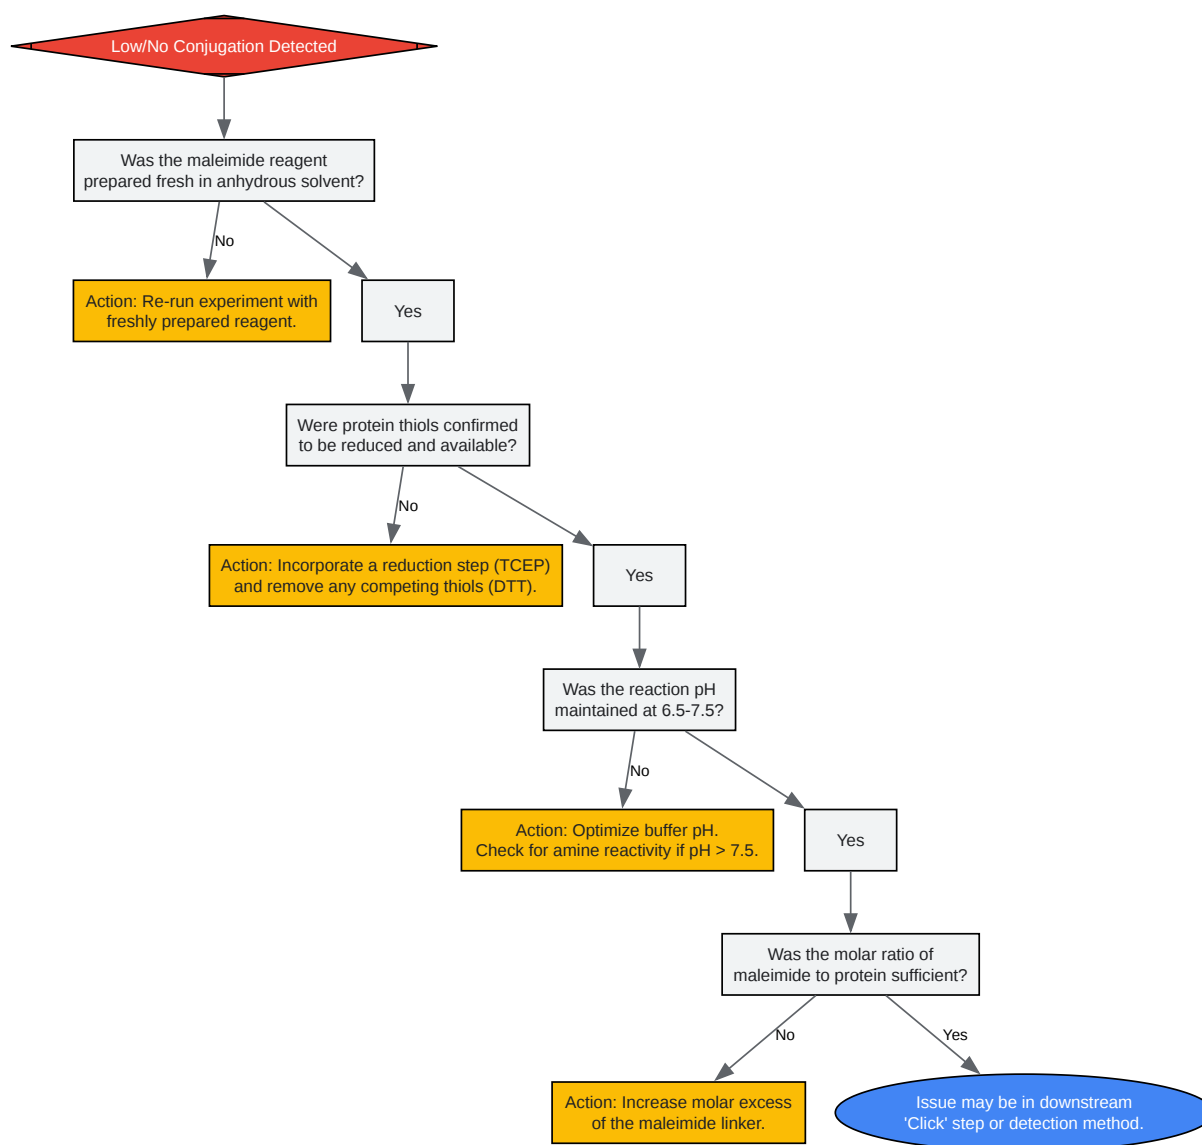 Low/No Conjugation Detected
Was the maleimide reagent
prepared fresh in anhydrous solvent?
No
Action: Re-run experiment with
freshly prepared reagent.
Yes
Were protein thiols confirmed
to be reduced and available?
No
Action: Incorporate a reduction step (TCEP)
and remove any competing thiols (DTT).
Yes
Was the reaction pH
maintained at 6.5-7.5?
No
Action: Optimize buffer pH.
Check for amine reactivity if pH > 7.5.
Yes
Was the molar ratio of
maleimide to protein sufficient?
No
Yes
Action: Increase molar excess
of the maleimide linker.
Issue may be in downstream
'Click' step or detection method.